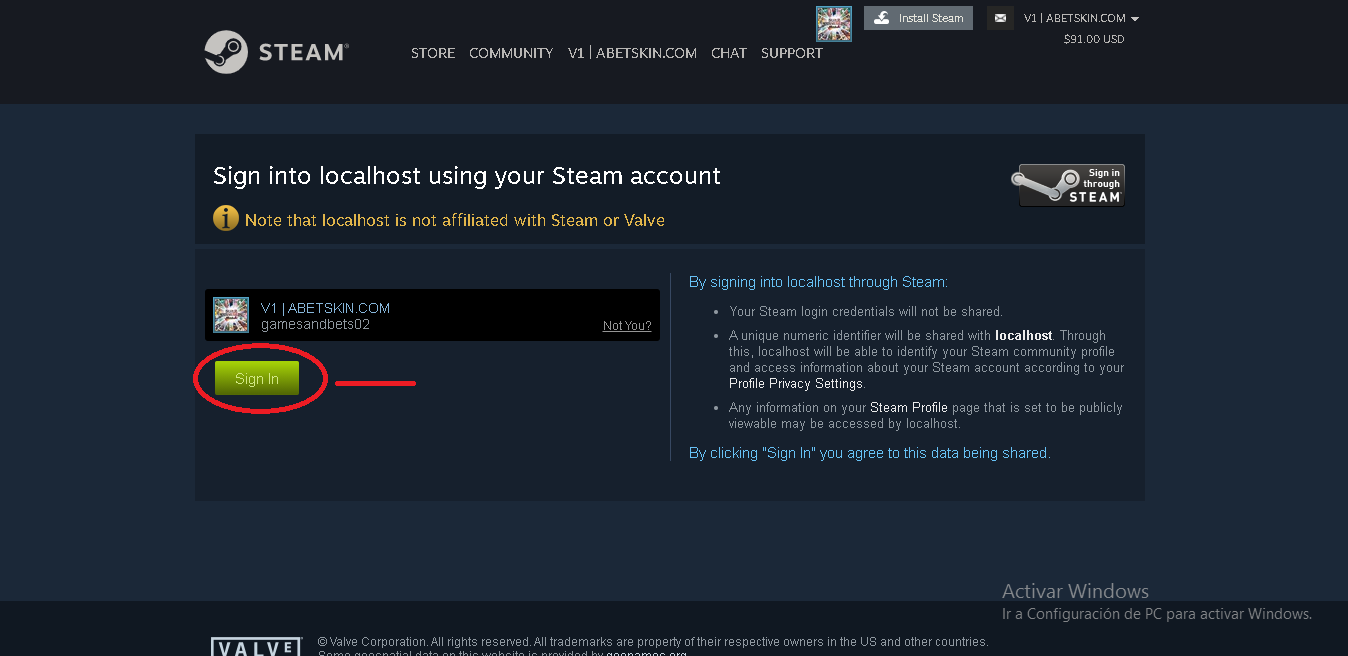 Install Steam
V1 | ABETSKIN.COM
$91.00 USD
STEAM®
STORE COMMUNITY V1 | ABETSKIN.COM CHAT SUPPORT
Sign into localhost using your Steam account
Note that localhost is not affiliated with Steam or Valve
Sign in
through
STEAM
V1 | ABETSKIN.COM
gamesandbets02
Not You?
Sign In
By signing into localhost through Steam:
Your Steam login credentials will not be shared.
A unique numeric identifier will be shared with localhost. Through
this, localhost will be able to identify your Steam community profile
and access information about your Steam account according to your
Profile Privacy Settings.
Any information on your Steam Profile page that is set to be publicly
viewable may be accessed by localhost.
By clicking "Sign In" you agree to this data being shared.
Activar Windows
Ir a Configuración de PC para activar Windows.
VALVE
© Valve Corporation. All rights reserved. All trademarks are property of their respective owners in the US and other countries.
Some geospatial data on this website is provided by geonames.org.